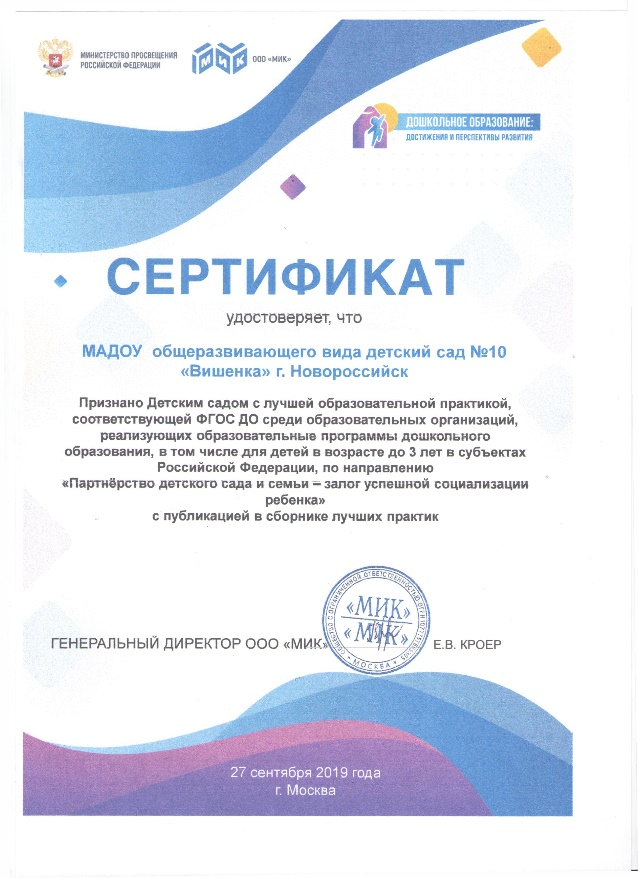 МИНИСТЕРСТВО ПРОСВЕЩЕНИЯ
РОССИЙСКОЙ ФЕДЕРАЦИИ
МИК
ООО «МИК»
ДОШКОЛЬНОЕ ОБРАЗОВАНИЕ:
ДОСТИЖЕНИЯ И ПЕРСПЕКТИВЫ РАЗВИТИЯ
СЕРТИФИКАТ
удостоверяет, что
МАДОУ общеразвивающего вида детский сад №10
«Вишенка» г. Новороссийск
Признано Детским садом с лучшей образовательной практикой,
соответствующей ФГОС ДО среди образовательных организаций,
реализующих образовательные программы дошкольного
образования, в том числе для детей в возрасте до 3 лет в субъектах
Российской Федерации, по направлению
«Партнёрство детского сада и семьи – залог успешной социализации
ребенка»
с публикацией в сборнике лучших практик
ОБЩЕСТВО С ОГРАНИЧЕННОЙ ОТВЕТСТВЕННОСТЬЮ
«МИК»
«МИК»
МОСКВА
ГЕНЕРАЛЬНЫЙ ДИРЕКТОР ООО «МИК»
Е.В. КРОЕР
27 сентября 2019 года
г. Москва